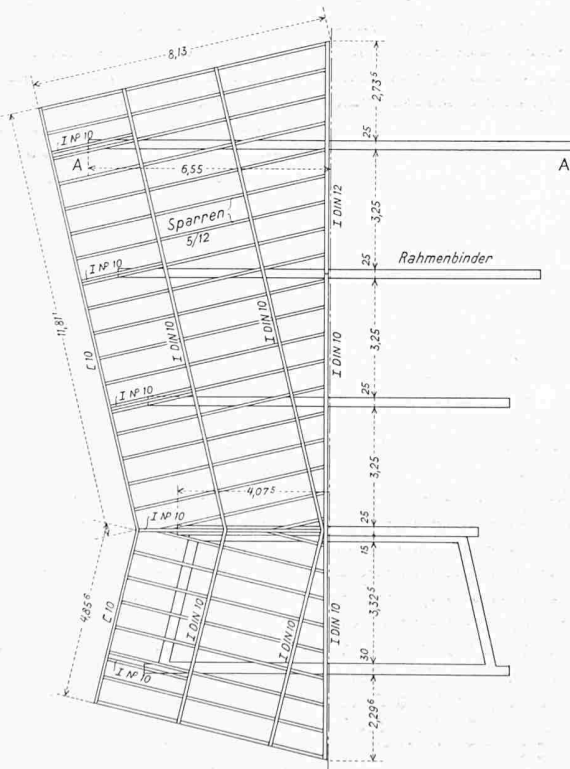 8,13
2,73⁵
I № 10
25
A
A
6,55
Sparren
5/12
I DIN 12
3,25
I № 10
25
Rahmenbinder
11,81¹
C 10
I DIN 10
I DIN 10
I DIN 10
3,25
I № 10
25
3,25
4,07⁵
I № 10
25
15
4,85⁶
C 10
I DIN 10
I DIN 10
I DIN 10
3,32⁵
I № 10
30
2,29⁶